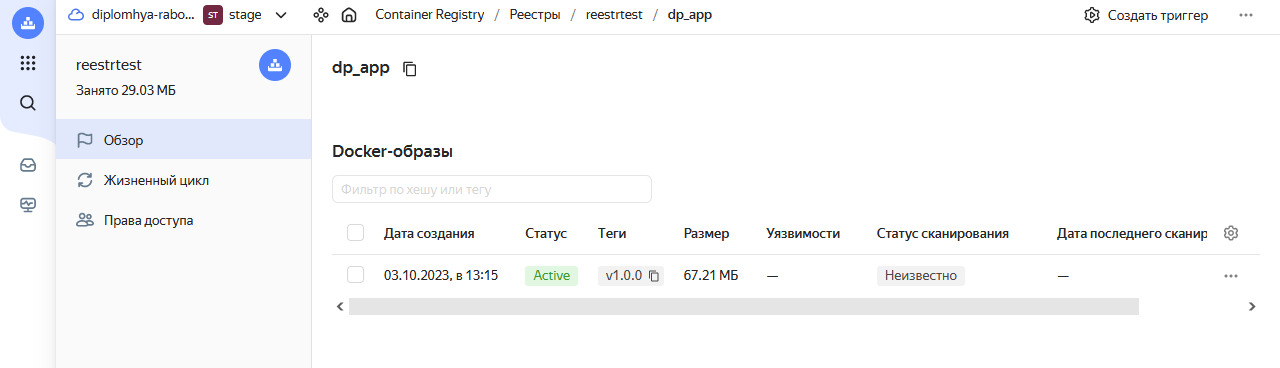 diplomhya-rabo... ST stage Container Registry / Реестры / reestrtest / dp_app Создать триггер
reestrtest
Занято 29.03 МБ
Обзор
Жизненный цикл
Права доступа
dp_app
Docker-образы
Фильтр по хешу или тегу
Дата создания Статус Теги Размер Уязвимости Статус сканирования Дата последнего сканир
03.10.2023, в 13:15 Active v1.0.0 67.21 МБ — Неизвестно —